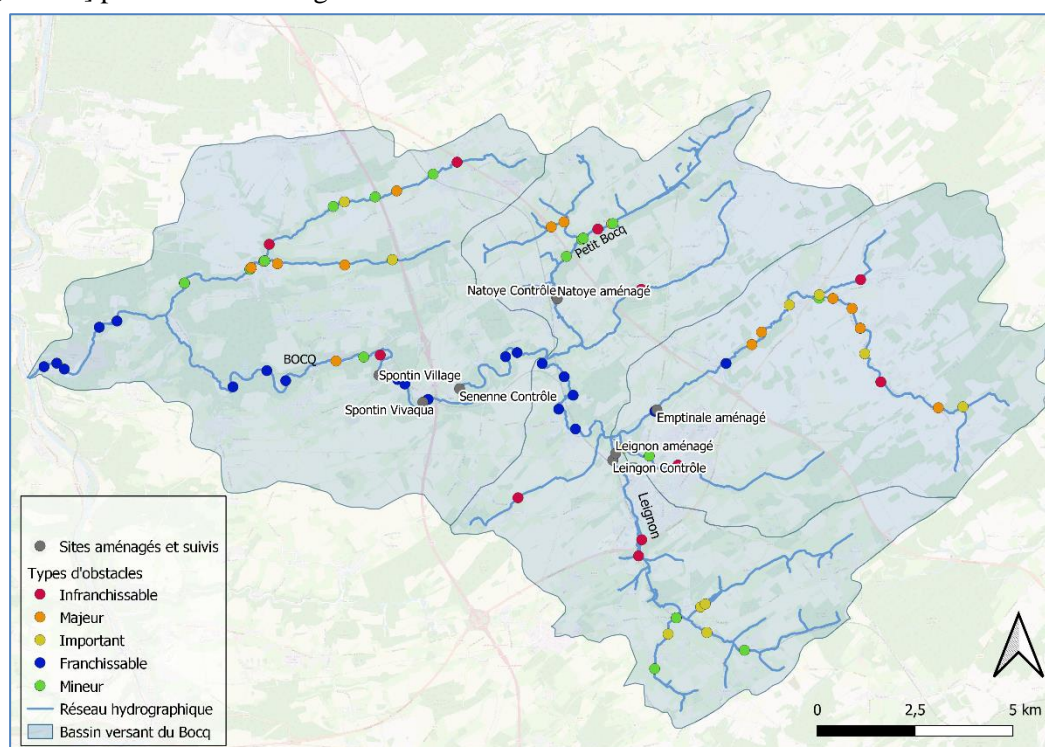 Petit Bocq
Natoye Contrôle
Natoye aménagé
BOCQ
Spontin Village
Senenne Contrôle
Spontin Vivaqua
Emptinale aménagé
Leignon aménagé
Leingon Contrôle
Leignon
Sites aménagés et suivis
Types d'obstacles
Infranchissable
Majeur
Important
Franchissable
Mineur
Réseau hydrographique
Bassin versant du Bocq
0 2,5 5 km